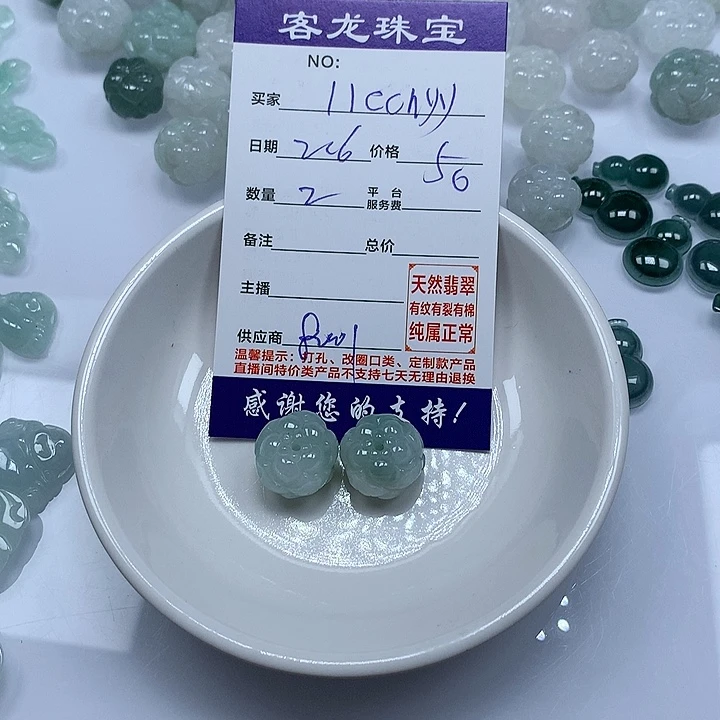 客龙珠宝
NO:
买家 11cchyy
日期 206 价格 50
数量 2 平台服务费
备注 总价
主播
天然翡翠
有纹有裂有棉
纯属正常
供应商
温馨提示：打孔、改圈口类、定制款产品
直播间特价类产品不支持七天无理由退换
感谢您的支持！